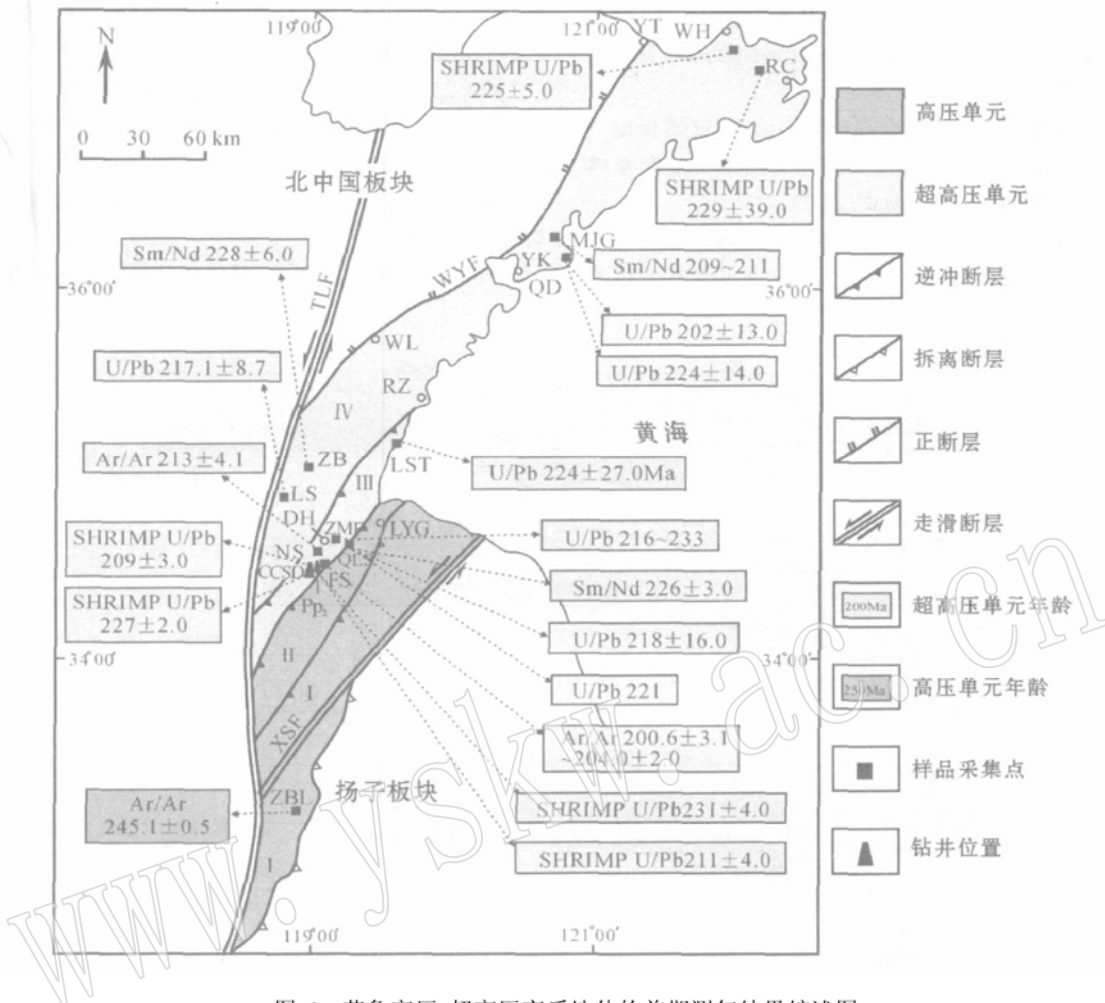 N
0 30 60 km
119°00′
121°00′
YT
WH
RC
SHRIMP U/Pb
225±5.0
SHRIMP U/Pb
229±39.0
北中国板块
Sm/Nd 228±6.0
TLF
WYF
MJG
YK
QD
Sm/Nd 209~211
36°00′
36°00′
U/Pb 202±13.0
U/Pb 224±14.0
WL
U/Pb 217.1±8.7
RZ
IV
黄海
Ar/Ar 213±4.1
ZB
LST
U/Pb 224±27.0Ma
III
LS
DH
ZMB
LYG
SHRIMP U/Pb
209±3.0
NS
QLS
CCSD
FS
U/Pb 216~233
Sm/Nd 226±3.0
SHRIMP U/Pb
227±2.0
Pp₂
U/Pb 218±16.0
34°00′
34°00′
II
I
U/Pb 221
XSF
Ar/Ar 200.6±3.1
~204.0±2.0
ZBL
扬子板块
Ar/Ar
245.1±0.5
SHRIMP U/Pb231±4.0
SHRIMP U/Pb211±4.0
I
119°00′
121°00′
高压单元
超高压单元
逆冲断层
拆离断层
正断层
走滑断层
200Ma 超高压单元年龄
250Ma 高压单元年龄
样品采集点
钻井位置
www.yskw.ac.cn